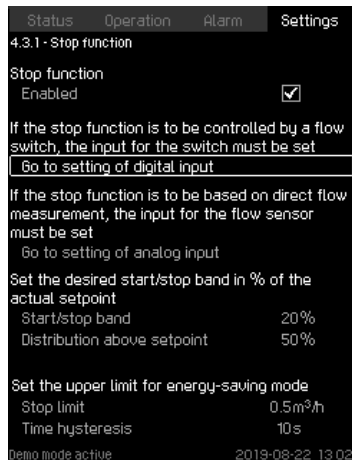 Status Operation Alarm Settings
4.3.1 - Stop function
Stop function
Enabled
If the stop function is to be controlled by a flow
switch, the input for the switch must be set
Go to setting of digital input
If the stop function is to be based on direct flow
measurement, the input for the flow sensor
must be set
Go to setting of analog input
Set the desired start/stop band in % of the
actual setpoint
Start/stop band 20%
Distribution above setpoint 50%
Set the upper limit for energy-saving mode
Stop limit 0.5m³/h
Time hysteresis 10s
Demo mode active 2019-08-22 13:02